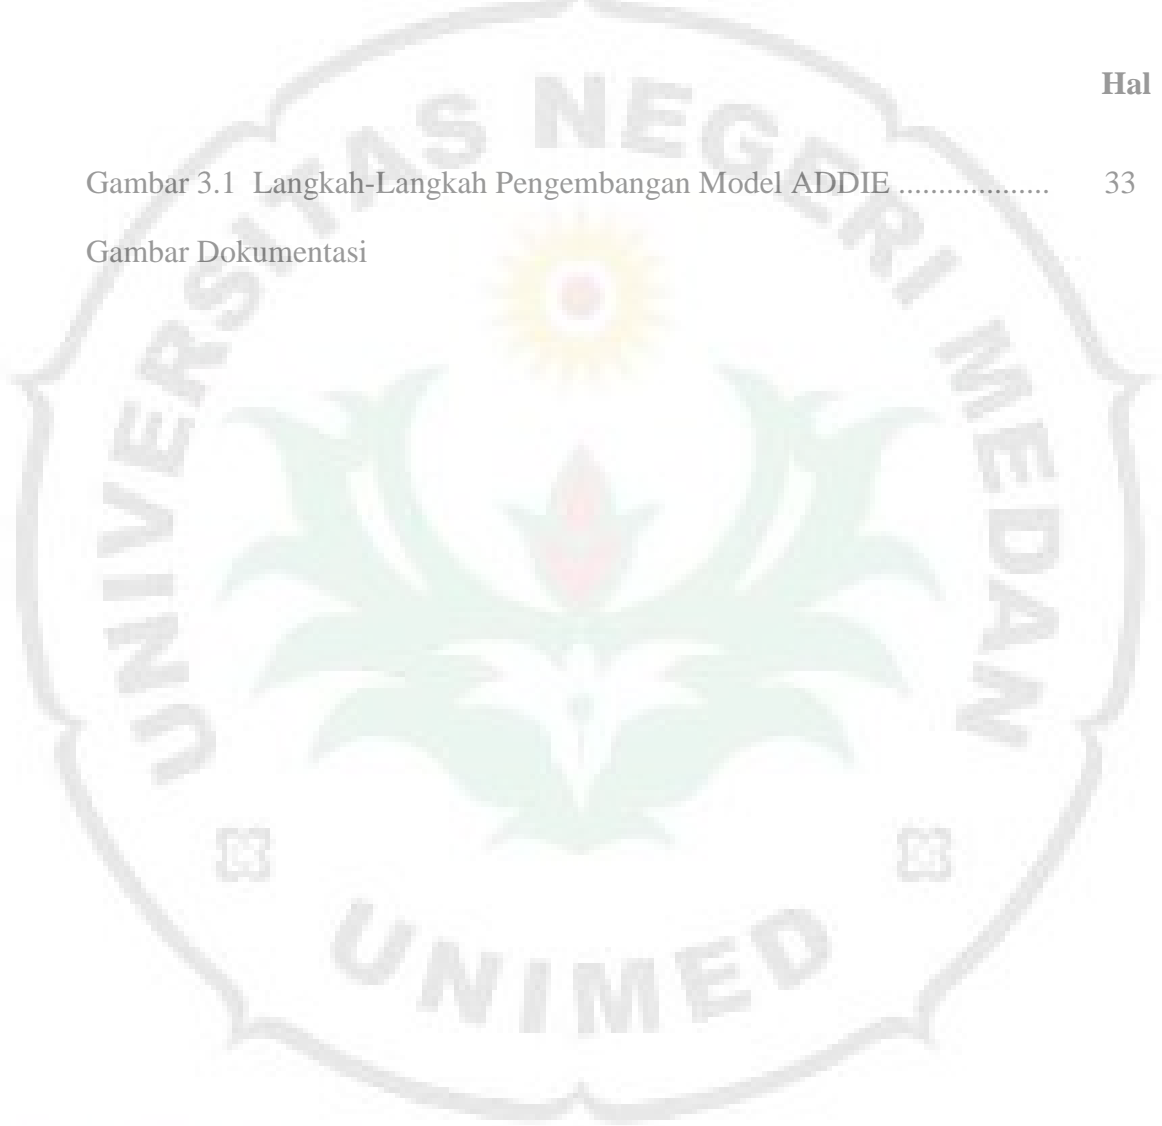 Hal
Gambar 3.1 Langkah-Langkah Pengembangan Model ADDIE .................. 33
Gambar Dokumentasi
UNIVERSITAS NEGERI MEDAN
UNIMED